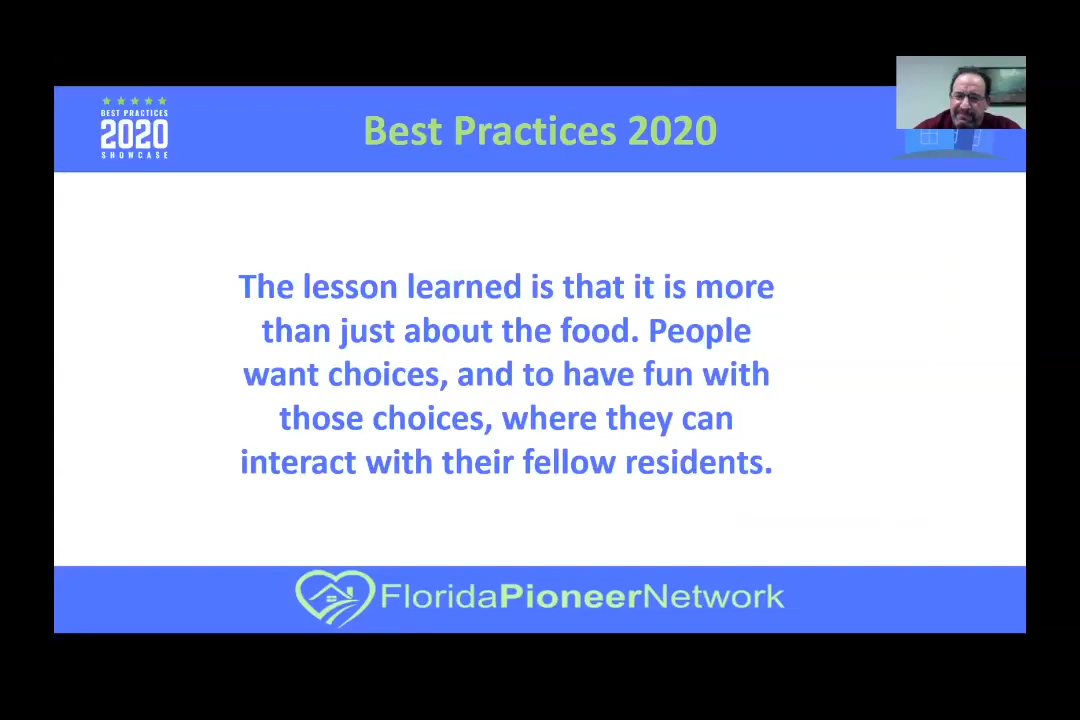 BEST PRACTICES
2020
SHOWCASE
Best Practices 2020
The lesson learned is that it is more
than just about the food. People
want choices, and to have fun with
those choices, where they can
interact with their fellow residents.
FloridaPioneerNetwork